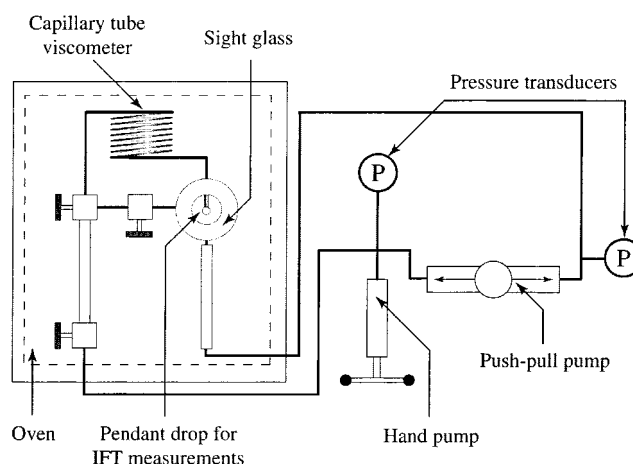 Capillary tube
viscometer
Sight glass
Pressure transducers
P
P
Push-pull pump
Oven
Pendant drop for
IFT measurements
Hand pump